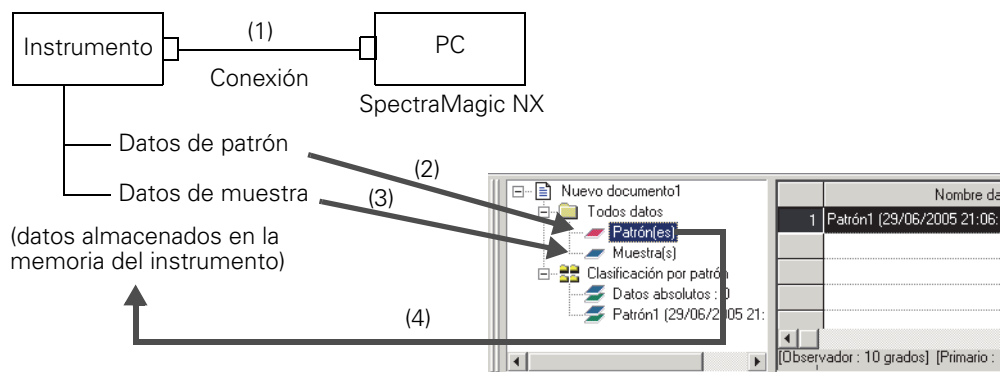 (1)
Instrumento
PC
Conexión
SpectraMagic NX
Datos de patrón
(2)
Datos de muestra
(3)
(datos almacenados en la
memoria del instrumento)
(4)
Nuevo documento1
Todos datos
Patrón(es)
Muestra(s)
Clasificación por patrón
Datos absolutos : 0
Patrón1 (29/06/2005 21:
Nombre da
1 Patrón1 (29/06/2005 21:06:
[Observador : 10 grados] [Primario :